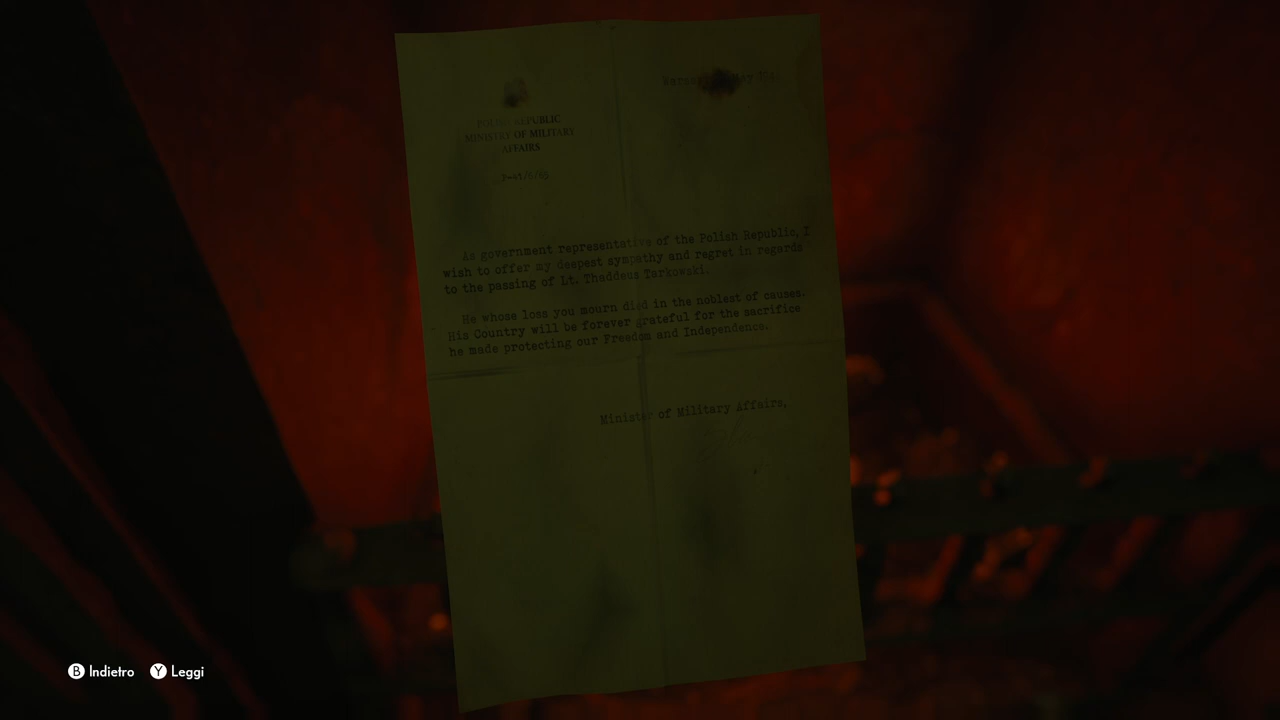 POLISH REPUBLIC
MINISTRY OF MILITARY
AFFAIRS
As government representative of the Polish Republic, I
wish to offer my deepest sympathy and regret in regards
to the passing of Lt. Thaddeus Tarkowski.
He whose loss you mourn died in the noblest of causes.
His Country will be forever grateful for the sacrifice
he made protecting our Freedom and Independence.
Minister of Military Affairs,
B Indietro Y Leggi